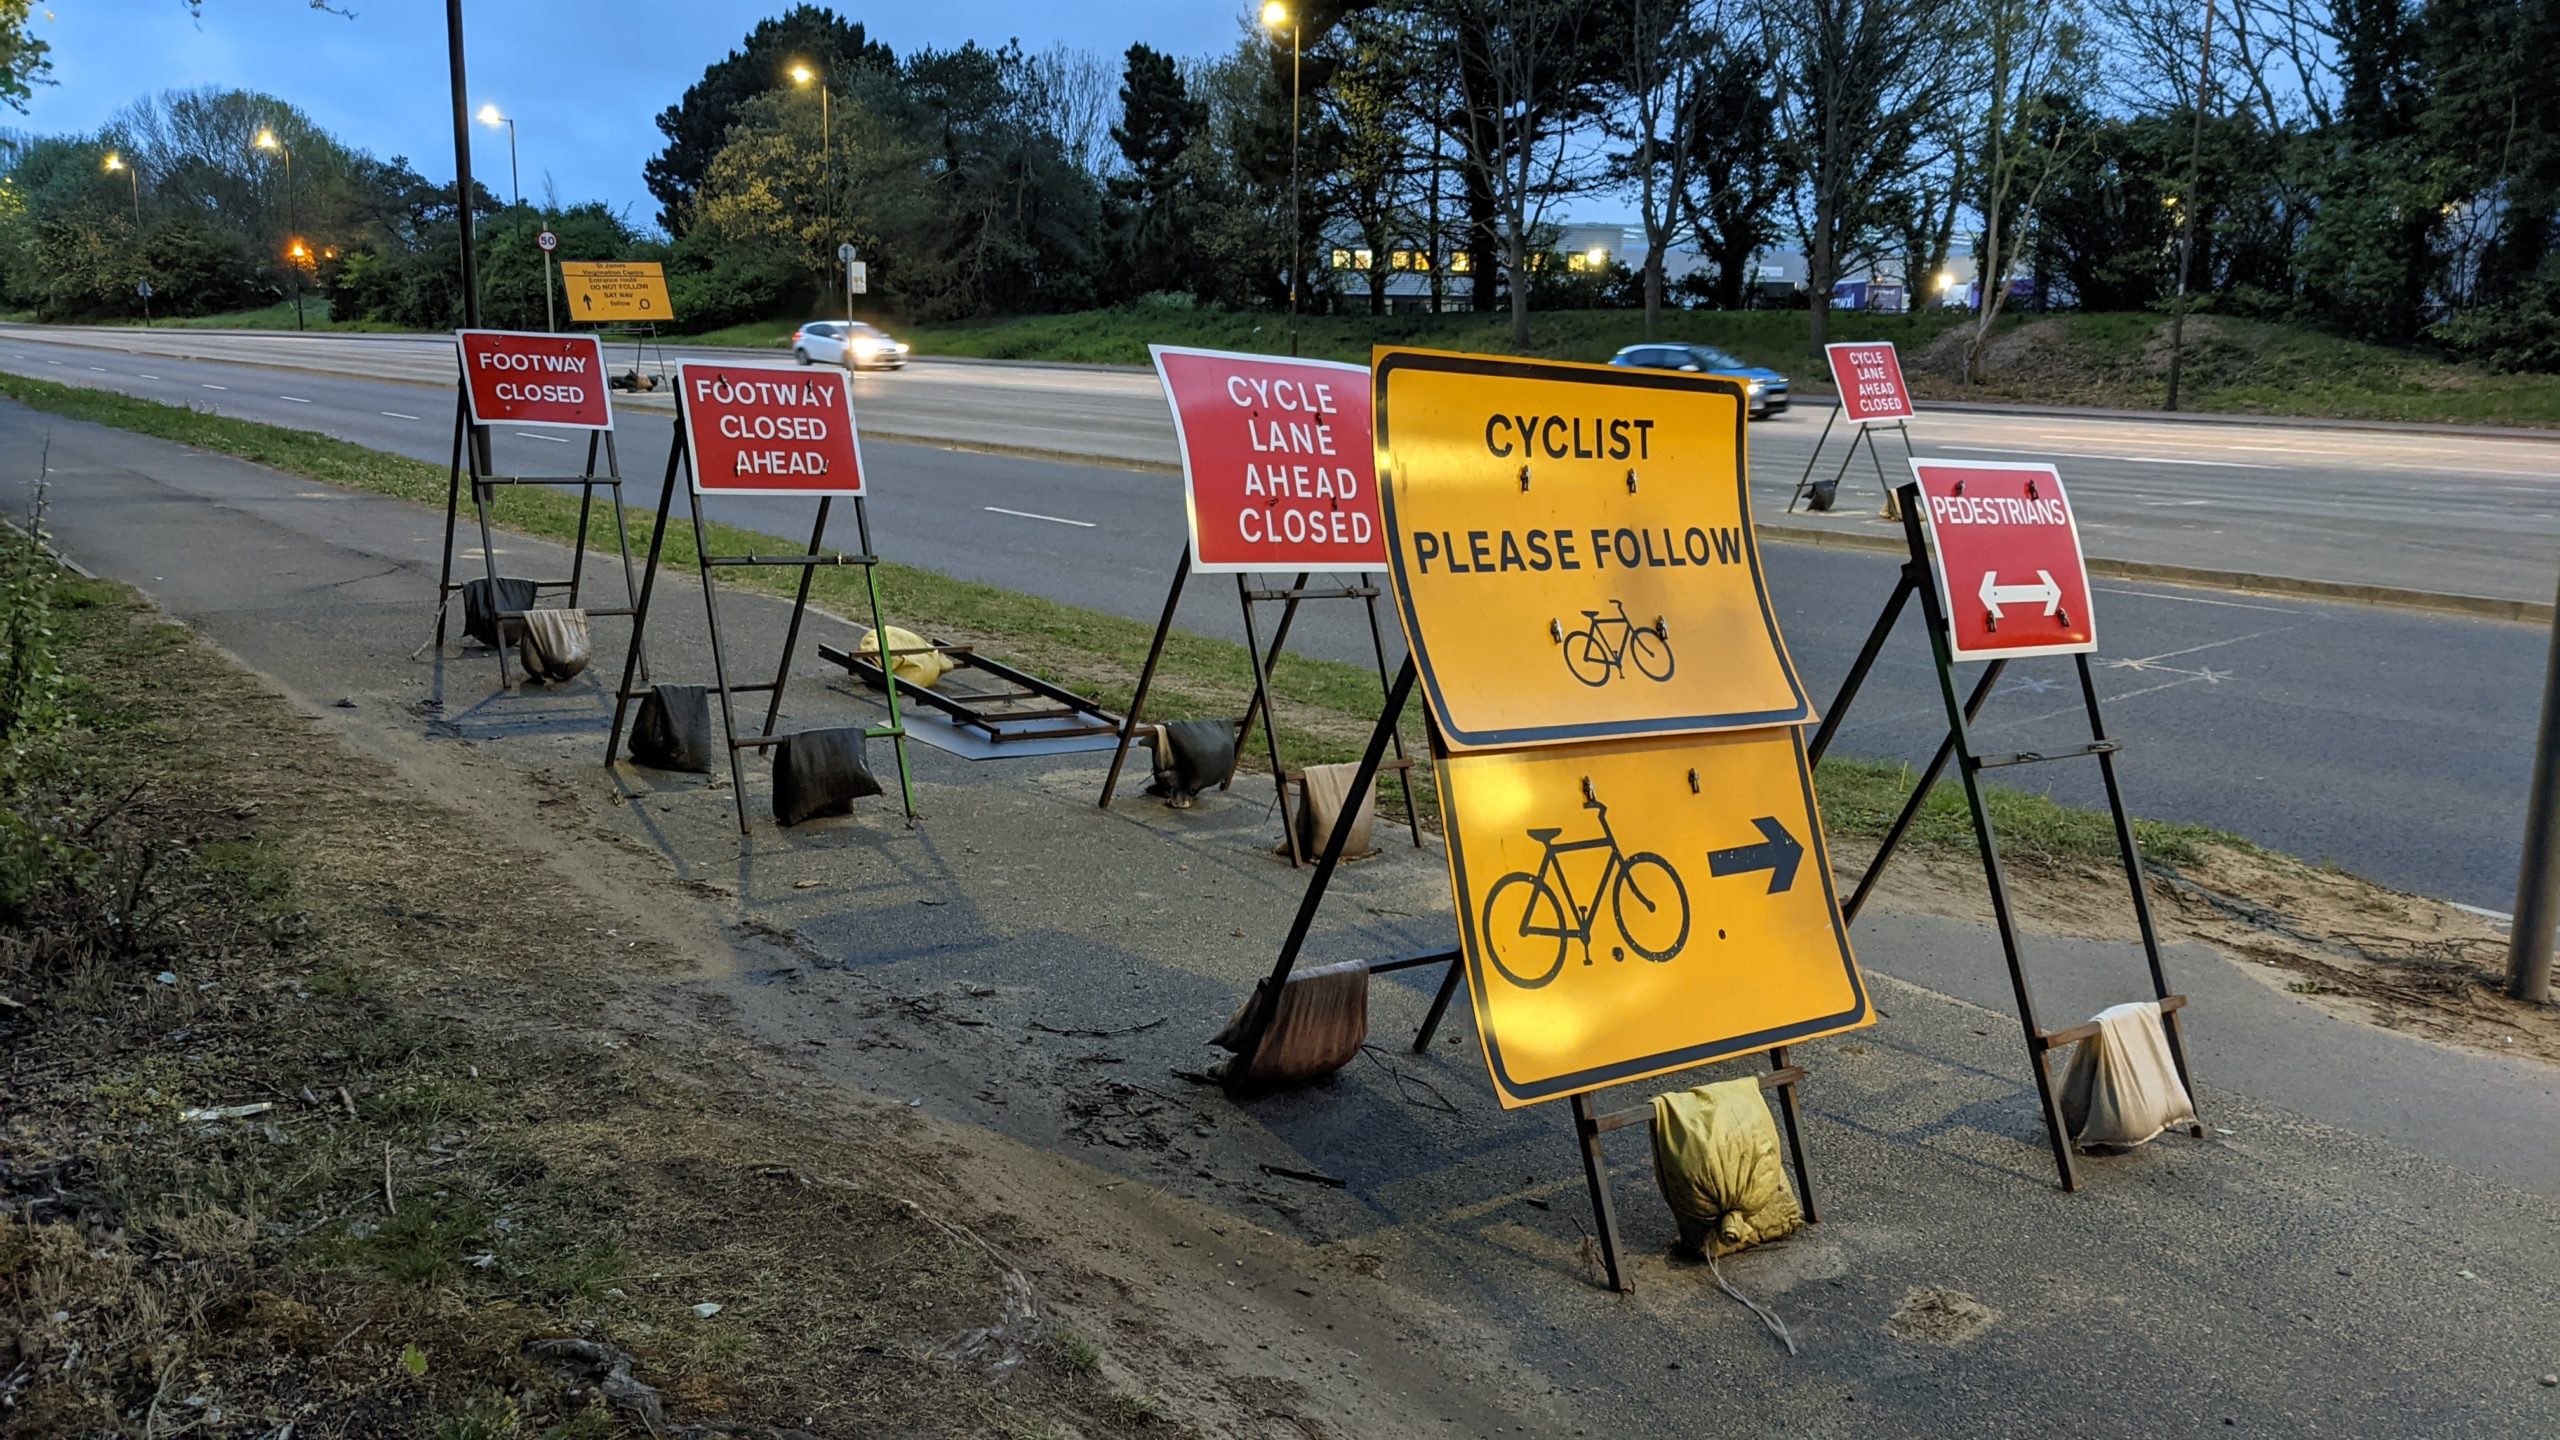 50
St James
Vaccination Centre
Entrance route
DO NOT FOLLOW
SAT NAV
follow
FOOTWAY
CLOSED
FOOTWAY
CLOSED
AHEAD
CYCLE
LANE
AHEAD
CLOSED
CYCLIST
PLEASE FOLLOW
CYCLE
LANE
AHEAD
CLOSED
PEDESTRIANS